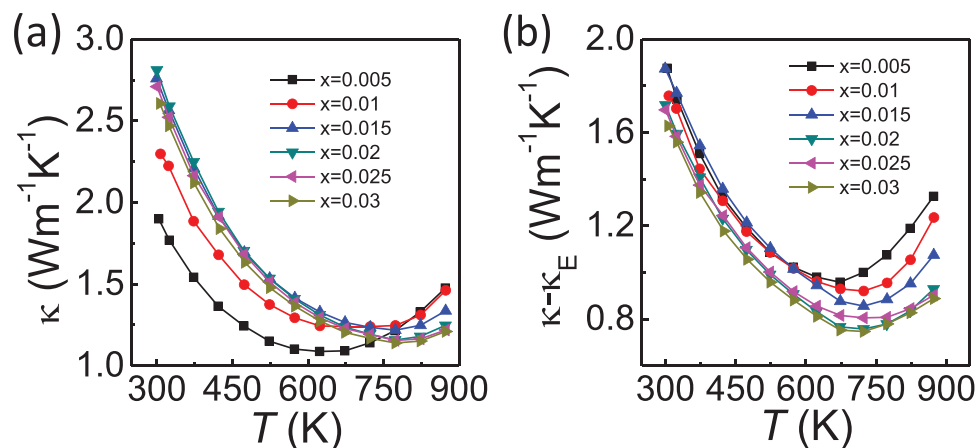 (a)
κ (Wm⁻¹K⁻¹)
3.0
2.5
2.0
1.5
1.0
x=0.005
x=0.01
x=0.015
x=0.02
x=0.025
x=0.03
300 450 600 750 900
T (K)
(b)
κ-κ_E (Wm⁻¹K⁻¹)
2.0
1.6
1.2
0.8
x=0.005
x=0.01
x=0.015
x=0.02
x=0.025
x=0.03
300 450 600 750 900
T (K)